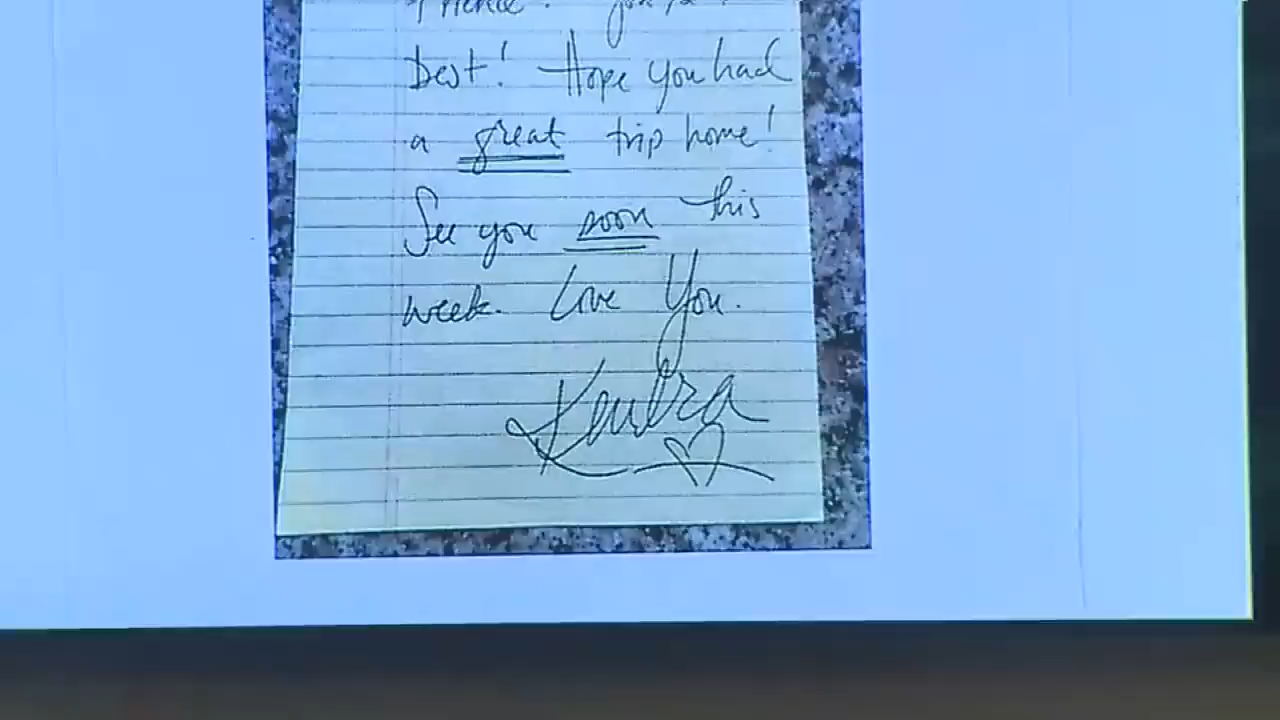 best! Hope you had
a great trip home!
See you soon this
week. Love You.
Kendra